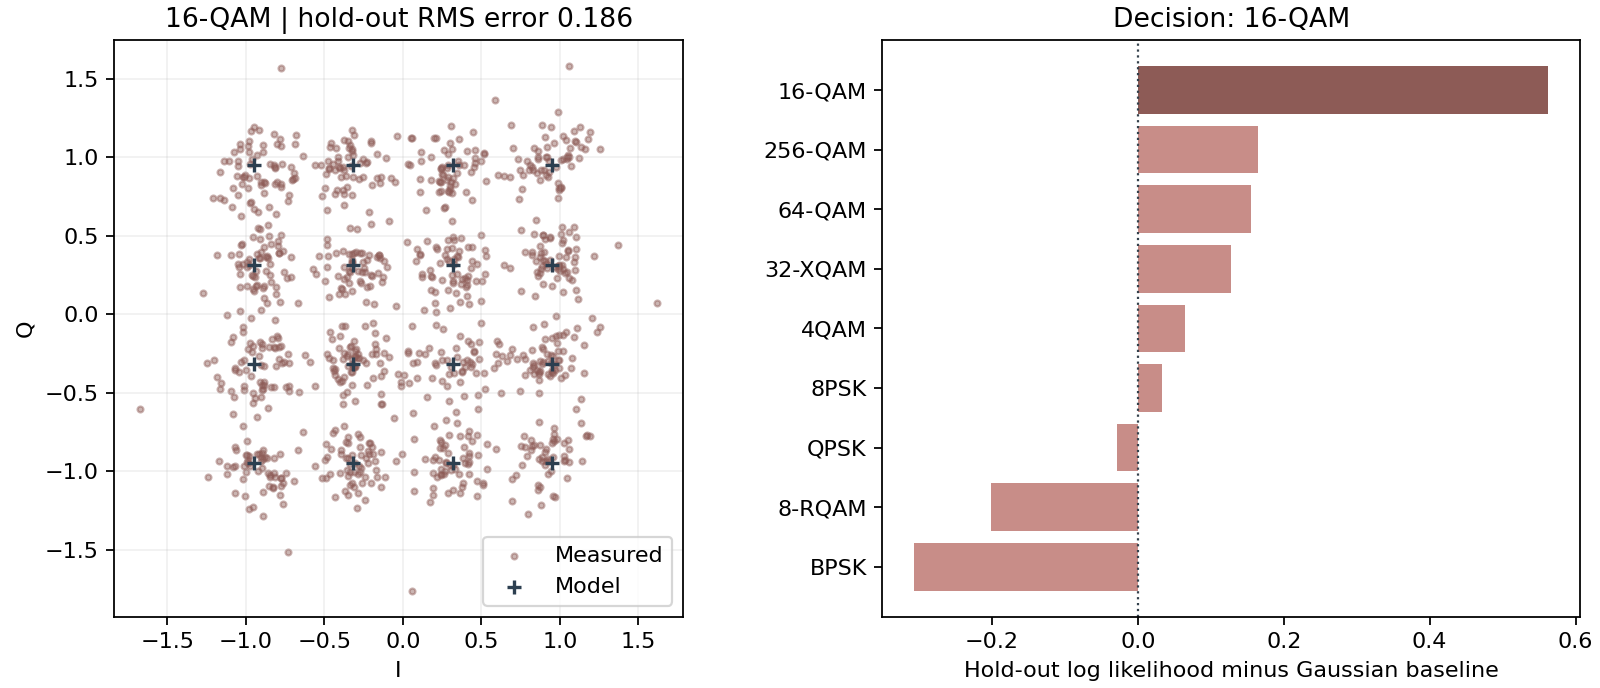 16-QAM | hold-out RMS error 0.186
1.5
1.0
0.5
0.0
−0.5
−1.0
−1.5
Q
−1.5
−1.0
−0.5
0.0
0.5
1.0
1.5
I
Measured
Model
Decision: 16-QAM
16-QAM
256-QAM
64-QAM
32-XQAM
4QAM
8PSK
QPSK
8-RQAM
BPSK
−0.2
0.0
0.2
0.4
0.6
Hold-out log likelihood minus Gaussian baseline